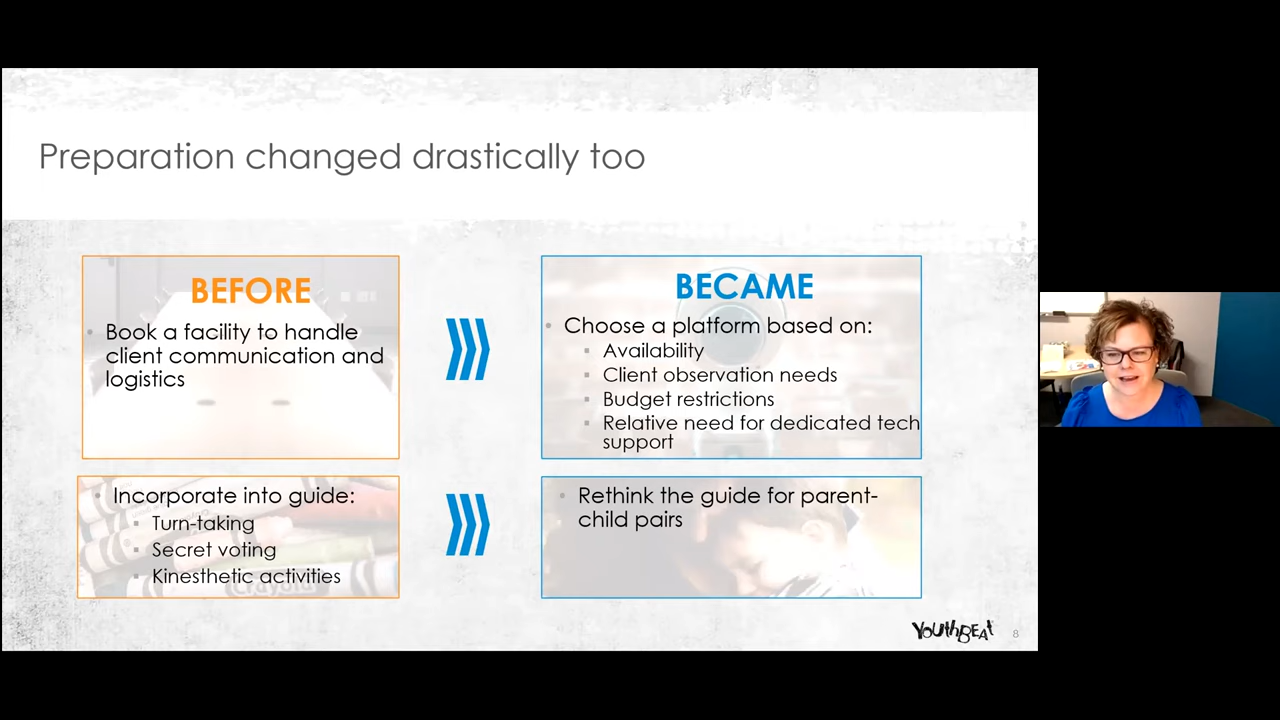 Preparation changed drastically too
BEFORE
Book a facility to handle
client communication and
logistics
BECAME
Choose a platform based on:
Availability
Client observation needs
Budget restrictions
Relative need for dedicated tech
support
Incorporate into guide:
Turn-taking
Secret voting
Kinesthetic activities
Crayola
Rethink the guide for parent-
child pairs
YOUthBEAt
8